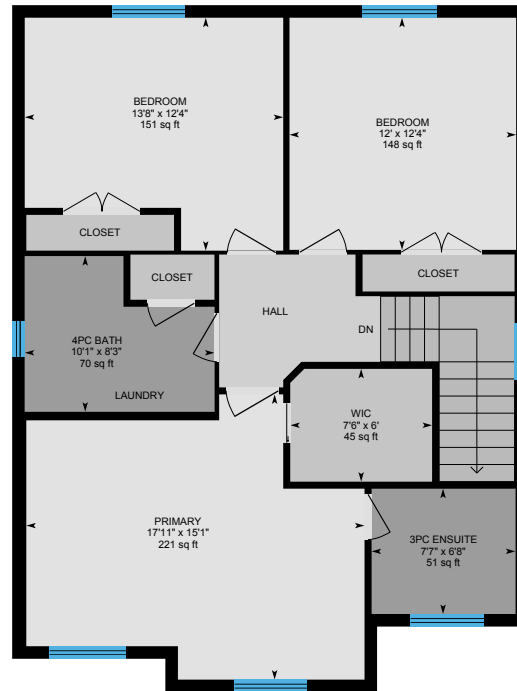 BEDROOM
13'8" x 12'4"
151 sq ft
BEDROOM
12' x 12'4"
148 sq ft
CLOSET
CLOSET
CLOSET
HALL
DN
4PC BATH
10'1" x 8'3"
70 sq ft
LAUNDRY
WIC
7'6" x 6'
45 sq ft
PRIMARY
17'11" x 15'1"
221 sq ft
3PC ENSUITE
7'7" x 6'8"
51 sq ft